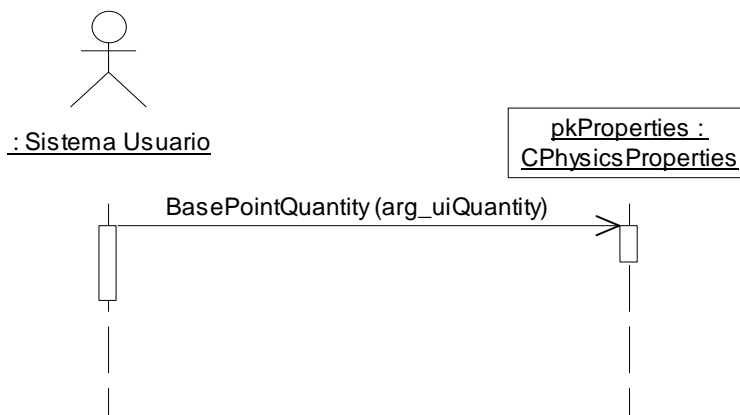 : Sistema Usuario
pkProperties :
CPhysicsProperties
BasePointQuantity (arg_uiQuantity)